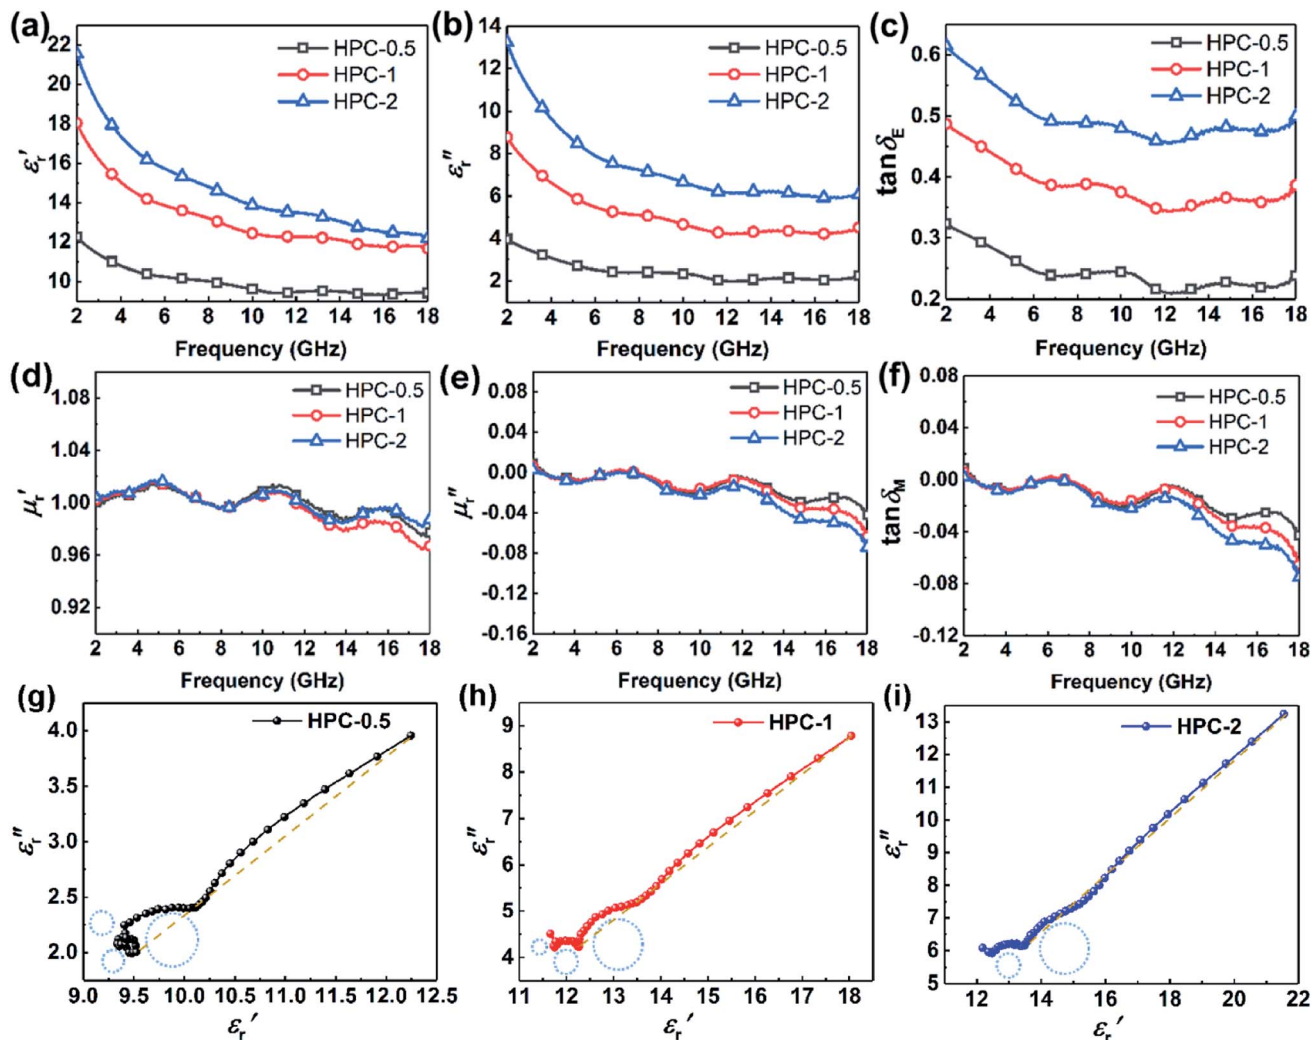 (a)
22
20
18
16
14
12
10
εr′
HPC-0.5
HPC-1
HPC-2
2 4 6 8 10 12 14 16 18
Frequency (GHz)
(b)
14
12
10
8
6
4
2
εr″
HPC-0.5
HPC-1
HPC-2
2 4 6 8 10 12 14 16 18
Frequency (GHz)
(c)
0.6
0.5
0.4
0.3
0.2
tanδE
HPC-0.5
HPC-1
HPC-2
2 4 6 8 10 12 14 16 18
Frequency (GHz)
(d)
1.08
1.04
1.00
0.96
0.92
μr′
HPC-0.5
HPC-1
HPC-2
2 4 6 8 10 12 14 16 18
Frequency (GHz)
(e)
0.08
0.04
0.00
-0.04
-0.08
-0.12
-0.16
μr″
HPC-0.5
HPC-1
HPC-2
2 4 6 8 10 12 14 16 18
Frequency (GHz)
(f)
0.08
0.04
0.00
-0.04
-0.08
-0.12
tanδM
HPC-0.5
HPC-1
HPC-2
2 4 6 8 10 12 14 16 18
Frequency (GHz)
(g)
4.0
3.5
3.0
2.5
2.0
εr″
HPC-0.5
9.0 9.5 10.0 10.5 11.0 11.5 12.0 12.5
εr′
(h)
9
8
7
6
5
4
εr″
HPC-1
11 12 13 14 15 16 17 18
εr′
(i)
13
12
11
10
9
8
7
6
5
εr″
HPC-2
12 14 16 18 20 22
εr′